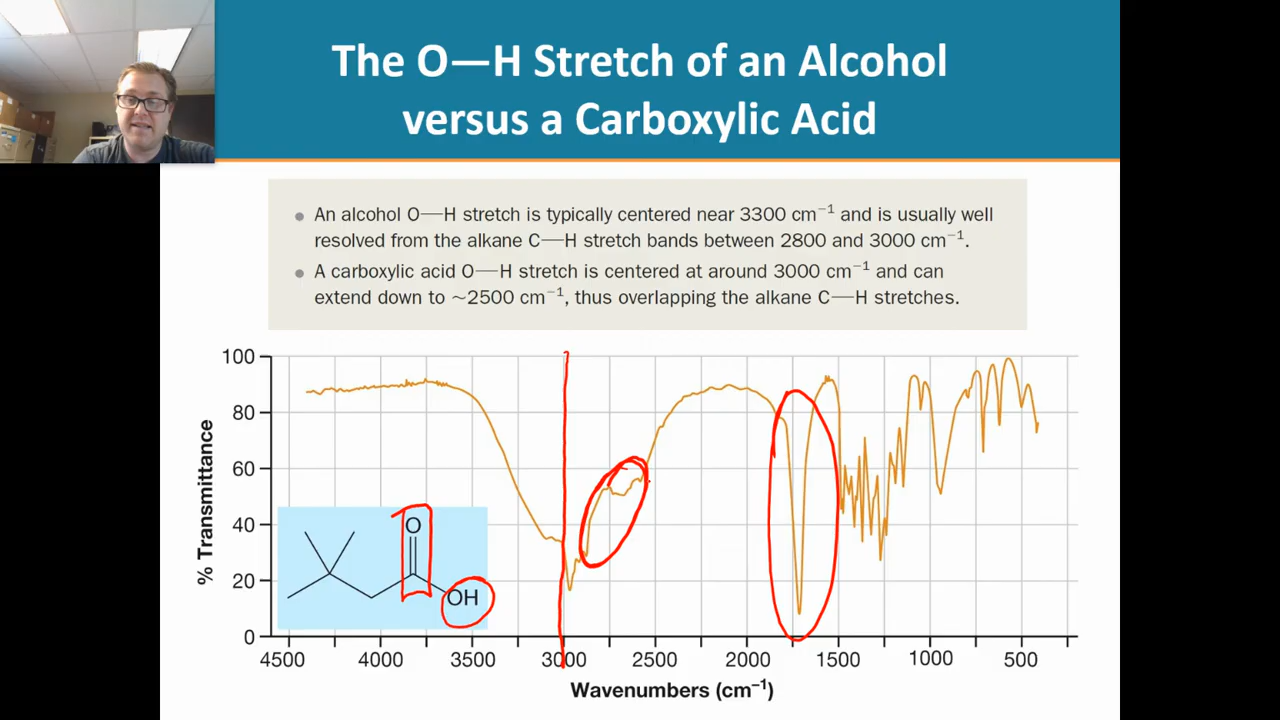 The O—H Stretch of an Alcohol
versus a Carboxylic Acid
• An alcohol O—H stretch is typically centered near 3300 cm⁻¹ and is usually well
resolved from the alkane C—H stretch bands between 2800 and 3000 cm⁻¹.
• A carboxylic acid O—H stretch is centered at around 3000 cm⁻¹ and can
extend down to ~2500 cm⁻¹, thus overlapping the alkane C—H stretches.
100
80
60
40
20
0
% Transmittance
O
OH
4500 4000 3500 3000 2500 2000 1500 1000 500
Wavenumbers (cm⁻¹)